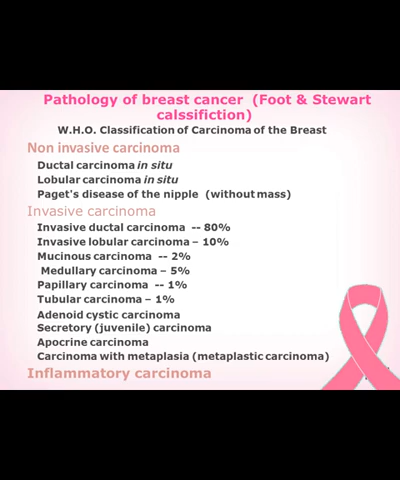 Pathology of breast cancer (Foot & Stewart
calssifiction)
W.H.O. Classification of Carcinoma of the Breast
Non invasive carcinoma
Ductal carcinoma in situ
Lobular carcinoma in situ
Paget's disease of the nipple (without mass)
Invasive carcinoma
Invasive ductal carcinoma -- 80%
Invasive lobular carcinoma – 10%
Mucinous carcinoma -- 2%
Medullary carcinoma – 5%
Papillary carcinoma -- 1%
Tubular carcinoma – 1%
Adenoid cystic carcinoma
Secretory (juvenile) carcinoma
Apocrine carcinoma
Carcinoma with metaplasia (metaplastic carcinoma)
Inflammatory carcinoma